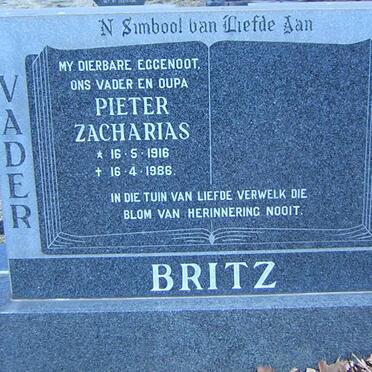 'N Simbool van Liefde Aan
VADER
MY DIERBARE EGGENOOT,
ONS VADER EN OUPA
PIETER
ZACHARIAS
* 16·5·1916
† 16·4·1986.
IN DIE TUIN VAN LIEFDE VERWELK DIE
BLOM VAN HERINNERING NOOIT.
BRITZ